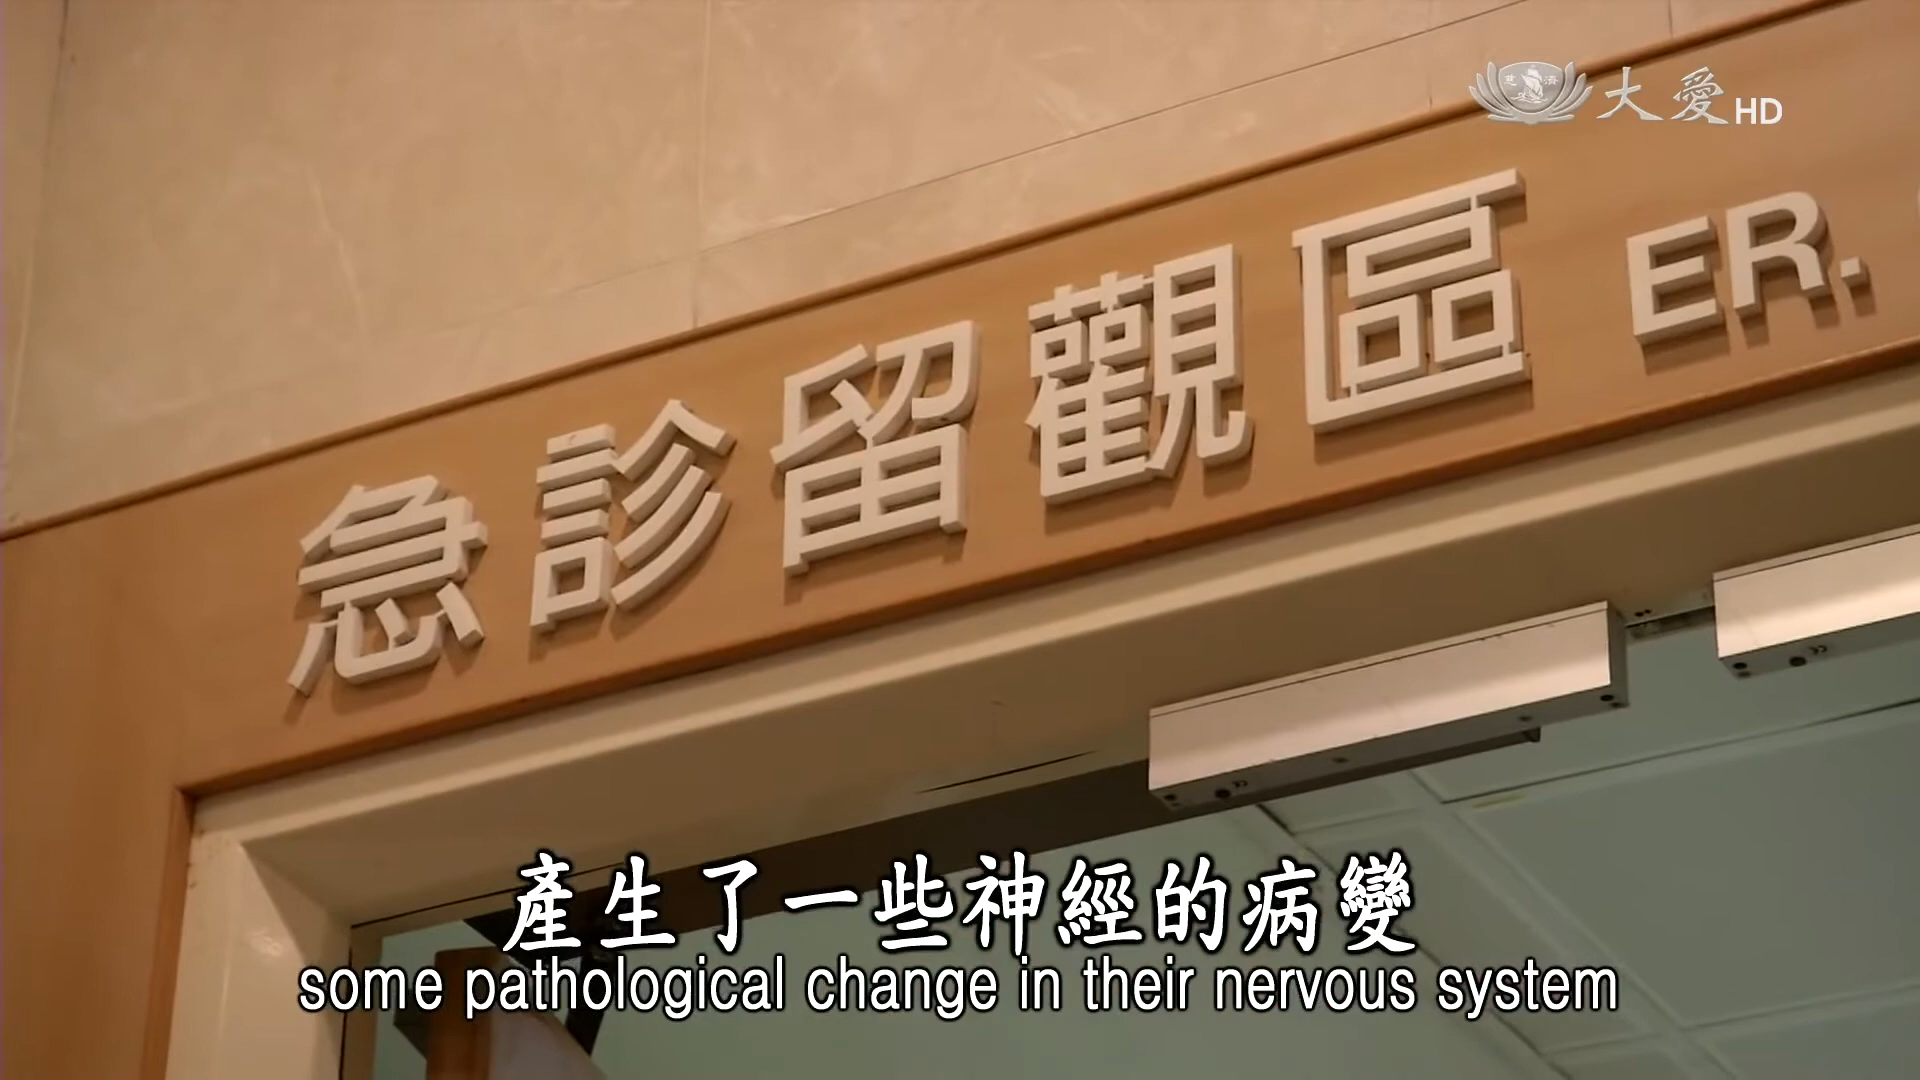 大愛HD
急診留觀區 ER.
產生了一些神經的病變
some pathological change in their nervous system